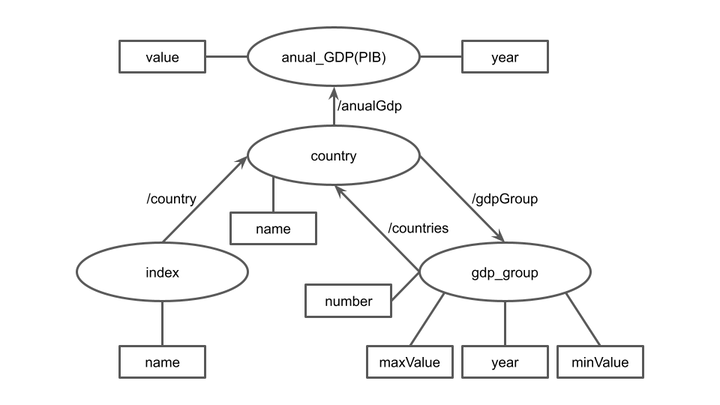 value
anual_GDP(PIB)
year
/anualGdp
country
/country
/gdpGroup
name
/countries
index
gdp_group
number
name
maxValue
year
minValue